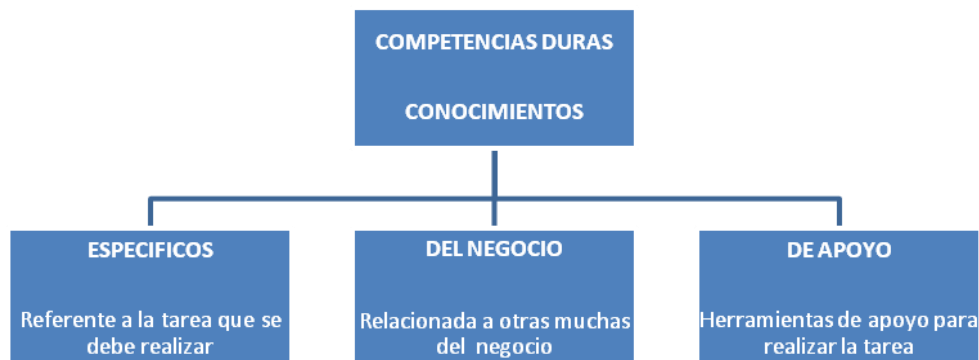 COMPETENCIAS DURAS
CONOCIMIENTOS
ESPECIFICOS
Referente a la tarea que se
debe realizar
DEL NEGOCIO
Relacionada a otras muchas
del negocio
DE APOYO
Herramientas de apoyo para
realizar la tarea